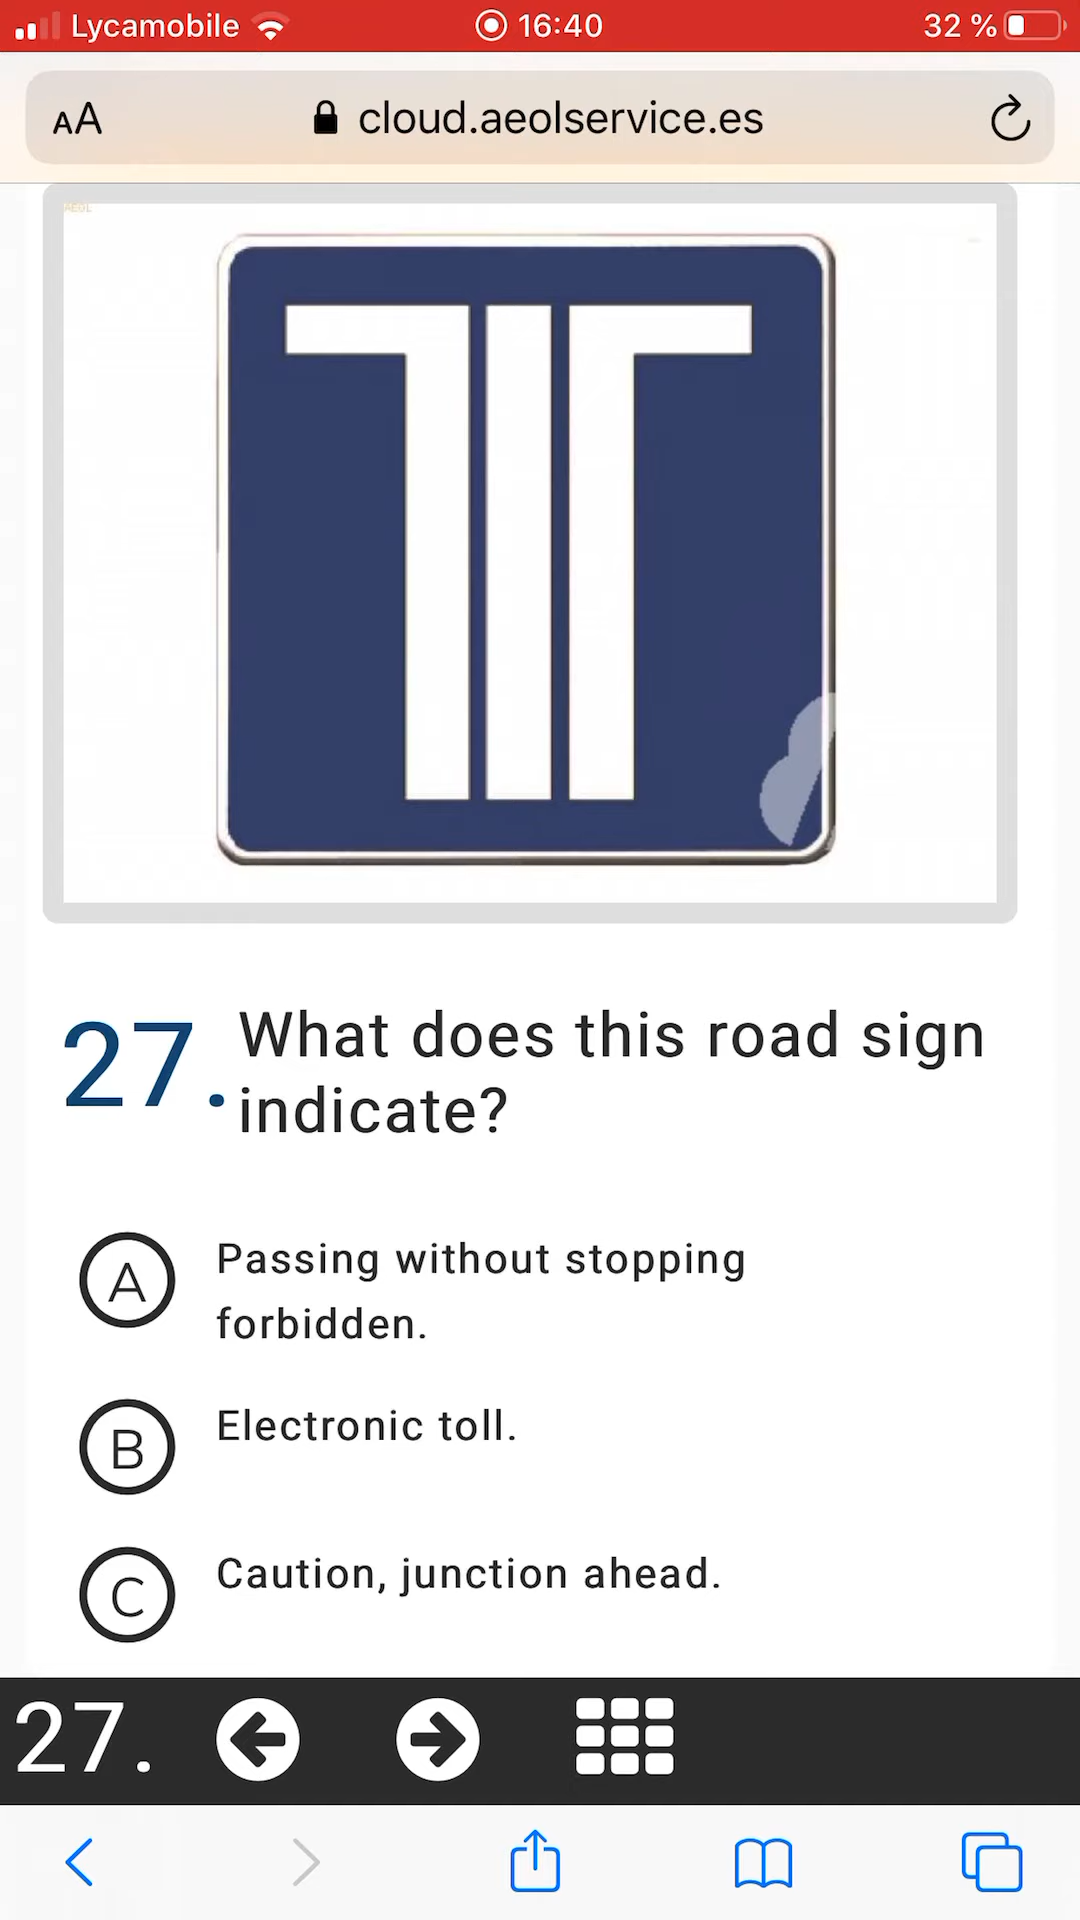 Lycamobile 16:40 32 %
AA cloud.aeolservice.es
AEOL
27. What does this road sign
indicate?
A Passing without stopping
forbidden.
B Electronic toll.
C Caution, junction ahead.
27.